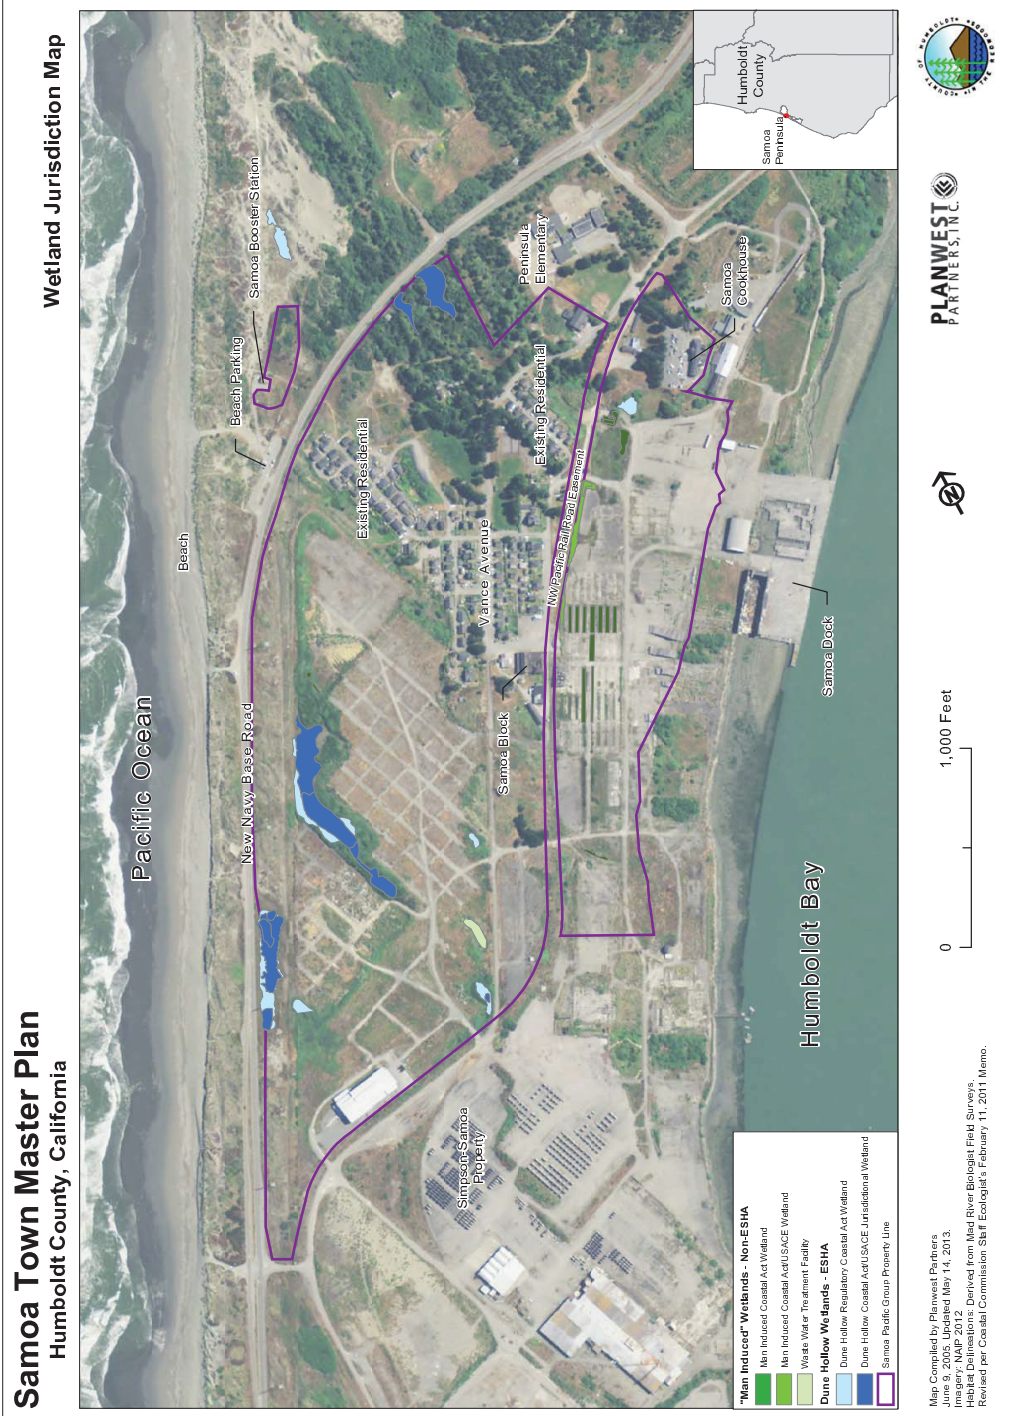 Samoa Town Master Plan
Humboldt County, California
Wetland Jurisdiction Map
Pacific Ocean
Beach
Beach Parking
Samoa Booster Station
New Navy Base Road
Existing Residential
Peninsula
Elementary
Existing Residential
Vance Avenue
NW Pacific Rail Road Easement
Samoa
Cookhouse
Samoa Block
Samoa Dock
Simpson-Samoa
Property
Humboldt Bay
Humboldt
County
Samoa
Peninsula
"Man Induced" Wetlands - Non-ESHA
Man Induced Coastal Act Wetland
Man Induced Coastal Act/USACE Wetland
Waste Water Treatment Facility
Dune Hollow Wetlands - ESHA
Dune Hollow Regulatory Coastal Act Wetland
Dune Hollow Coastal Act/USACE Jurisdictional Wetland
Samoa Pacific Group Property Line
Map Compiled by Planwest Partners
June 9, 2005. Updated May 14, 2013.
Imagery: NAIP 2012
Habitat Delineations: Derived from Mad River Biologist Field Surveys.
Revised per Coastal Commission Staff Ecologist's February 11, 2011 Memo.
0
1,000 Feet
N
PLANWEST
PARTNERS, INC.
COUNTY OF HUMBOLDT